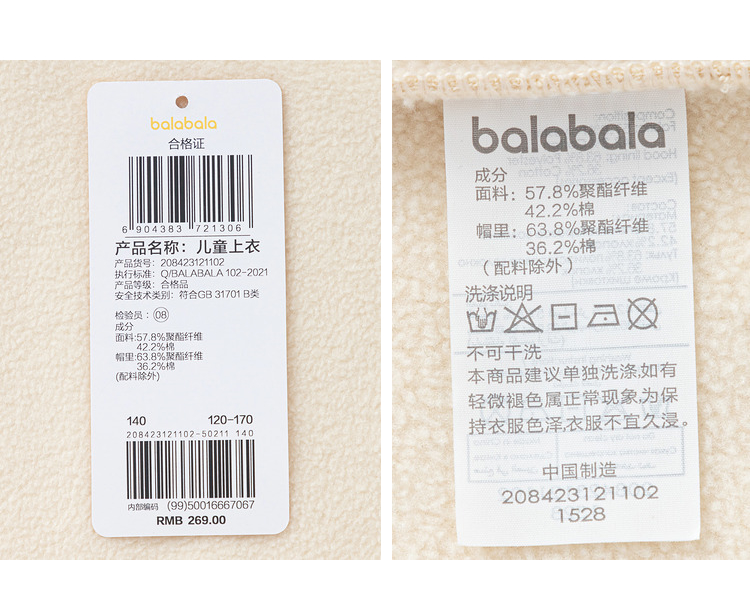 balabala
合格证
6 904383 721306
产品名称：儿童上衣
产品货号：208423121102
执行标准：Q/BALABALA 102-2021
产品等级：合格品
安全技术类别：符合GB 31701 B类
检验员：08
成分
面料:57.8%聚酯纤维
42.2%棉
帽里:63.8%聚酯纤维
36.2%棉
(配料除外)
140 120-170
208423121102-50211 140
内部编码 (99)50016667067
RMB 269.00
balabala
成分
面料：57.8%聚酯纤维
42.2%棉
帽里：63.8%聚酯纤维
36.2%棉
（配料除外）
洗涤说明
不可干洗
本商品建议单独洗涤,如有
轻微褪色属正常现象,为保
持衣服色泽,衣服不宜久浸。
中国制造
208423121102
1528